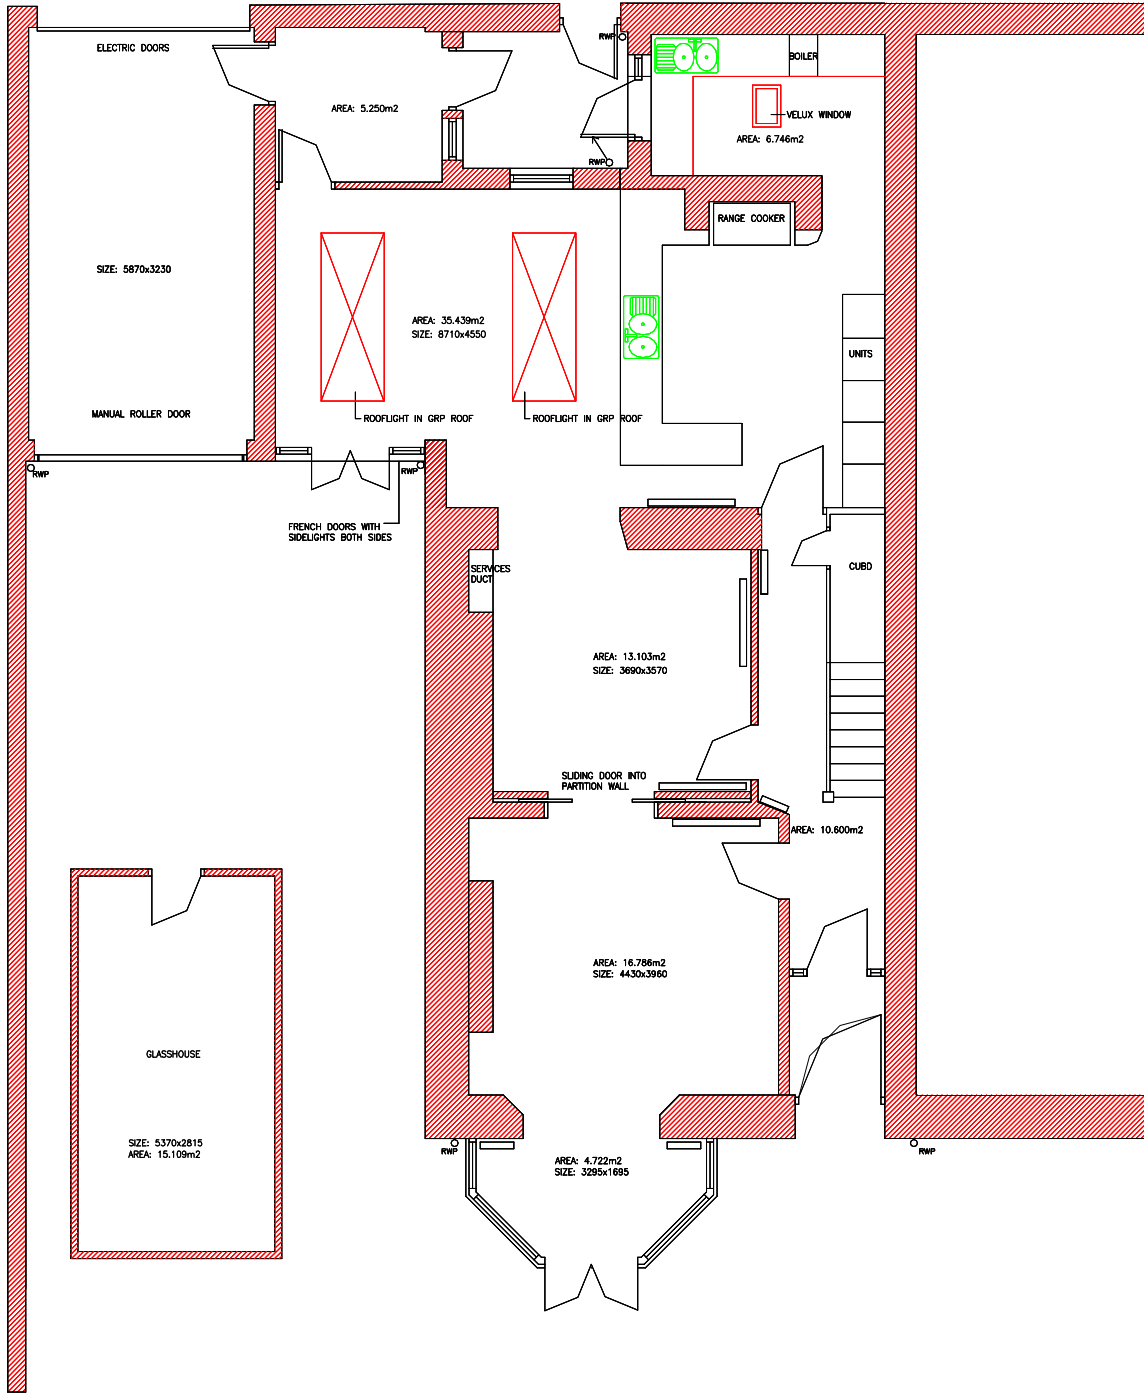 RWP
ELECTRIC DOORS
BOILER
AREA: 5.250m2
VELUX WINDOW
AREA: 6.746m2
RWP
RANGE COOKER
SIZE: 5870x3230
AREA: 35.439m2
SIZE: 8710x4550
UNITS
MANUAL ROLLER DOOR
ROOFLIGHT IN GRP ROOF
ROOFLIGHT IN GRP ROOF
RWP
RWP
FRENCH DOORS WITH
SIDELIGHTS BOTH SIDES
SERVICES
DUCT
CUBD
AREA: 13.103m2
SIZE: 3690x3570
SLIDING DOOR INTO
PARTITION WALL
AREA: 10.600m2
AREA: 16.786m2
SIZE: 4430x3960
GLASSHOUSE
SIZE: 5370x2815
AREA: 15.109m2
RWP
AREA: 4.722m2
SIZE: 3295x1695
RWP